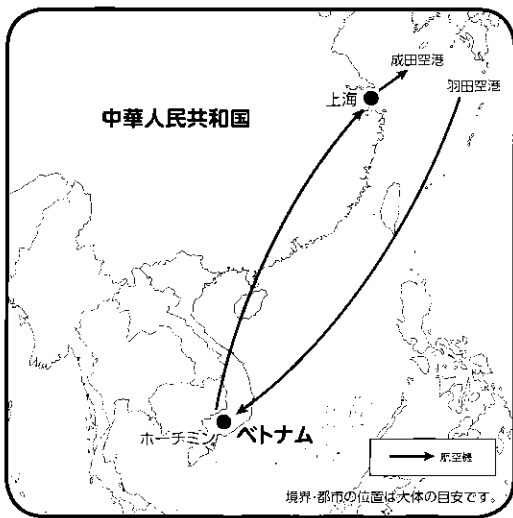 成田空港
羽田空港
上海
中華人民共和国
ホーチミン
ベトナム
航空機
境界・都市の位置は大体の目安です。